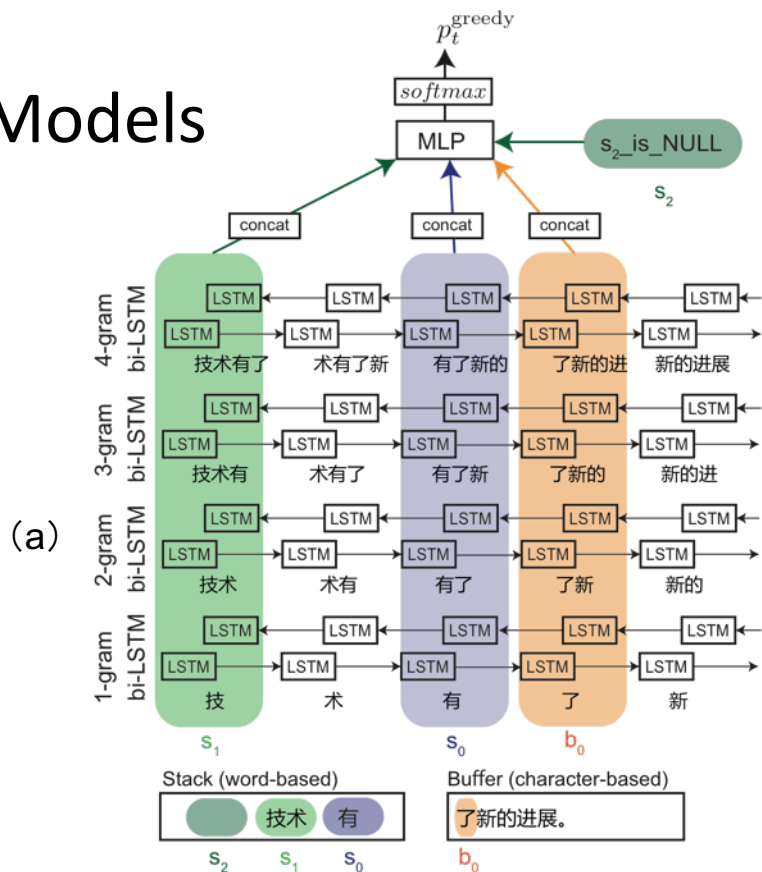 p_t^greedy
softmax
Models
MLP
s₂_is_NULL
s₂
concat concat concat
4-gram bi-LSTM
LSTM LSTM LSTM LSTM LSTM
LSTM LSTM LSTM LSTM LSTM
技术有了 术有了新 有了新的 了新的进 新的进展
3-gram bi-LSTM
LSTM LSTM LSTM LSTM LSTM
LSTM LSTM LSTM LSTM LSTM
技术有 术有了 有了新 了新的 新的进
(a)
2-gram bi-LSTM
LSTM LSTM LSTM LSTM LSTM
LSTM LSTM LSTM LSTM LSTM
技术 术有 有了 了新 新的
1-gram bi-LSTM
LSTM LSTM LSTM LSTM LSTM
LSTM LSTM LSTM LSTM LSTM
技 术 有 了 新
s₁ s₀ b₀
Stack (word-based) Buffer (character-based)
技术 有 了新的进展。
s₂ s₁ s₀ b₀